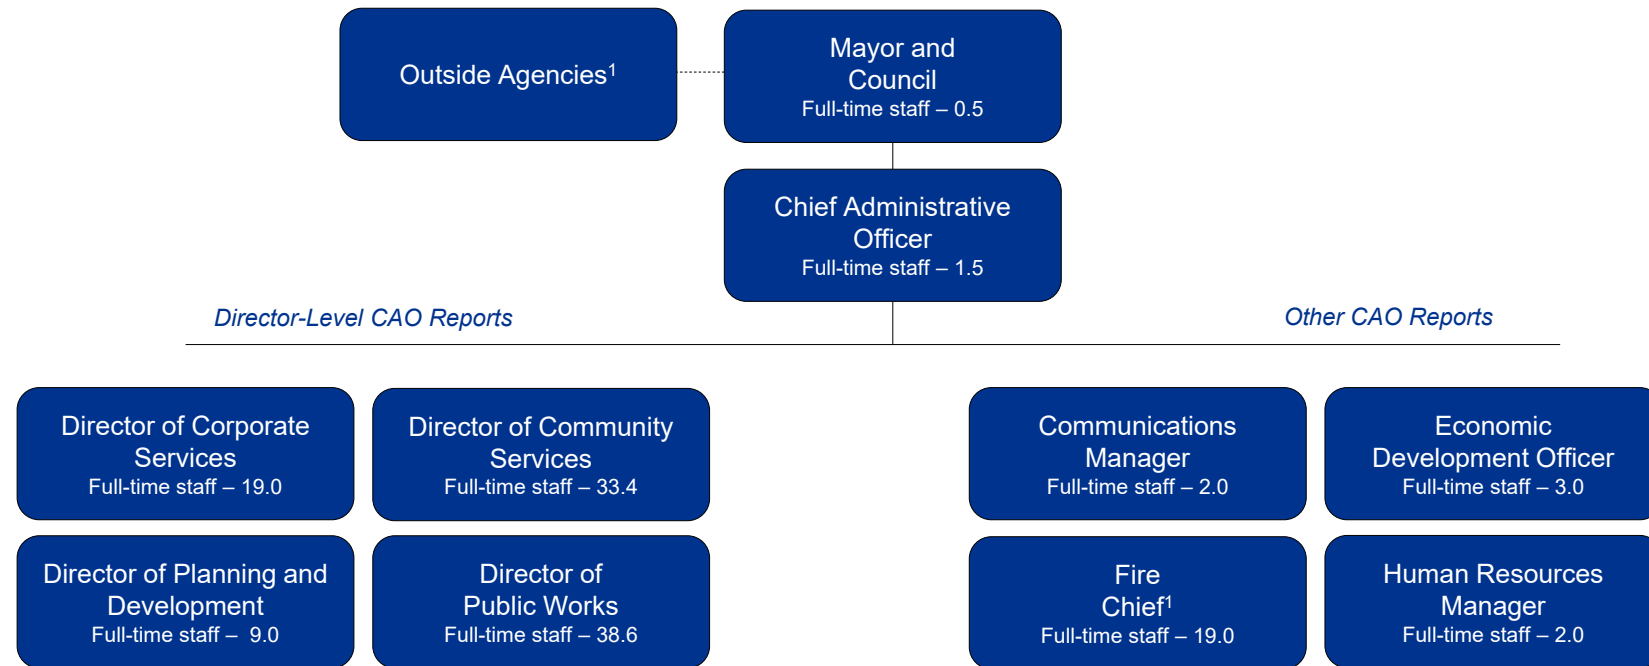 Outside Agencies¹
Mayor and
Council
Full-time staff – 0.5
Chief Administrative
Officer
Full-time staff – 1.5
Director-Level CAO Reports
Other CAO Reports
Director of Corporate
Services
Full-time staff – 19.0
Director of Community
Services
Full-time staff – 33.4
Communications
Manager
Full-time staff – 2.0
Economic
Development Officer
Full-time staff – 3.0
Director of Planning and
Development
Full-time staff –  9.0
Director of
Public Works
Full-time staff – 38.6
Fire
Chief¹
Full-time staff – 19.0
Human Resources
Manager
Full-time staff – 2.0